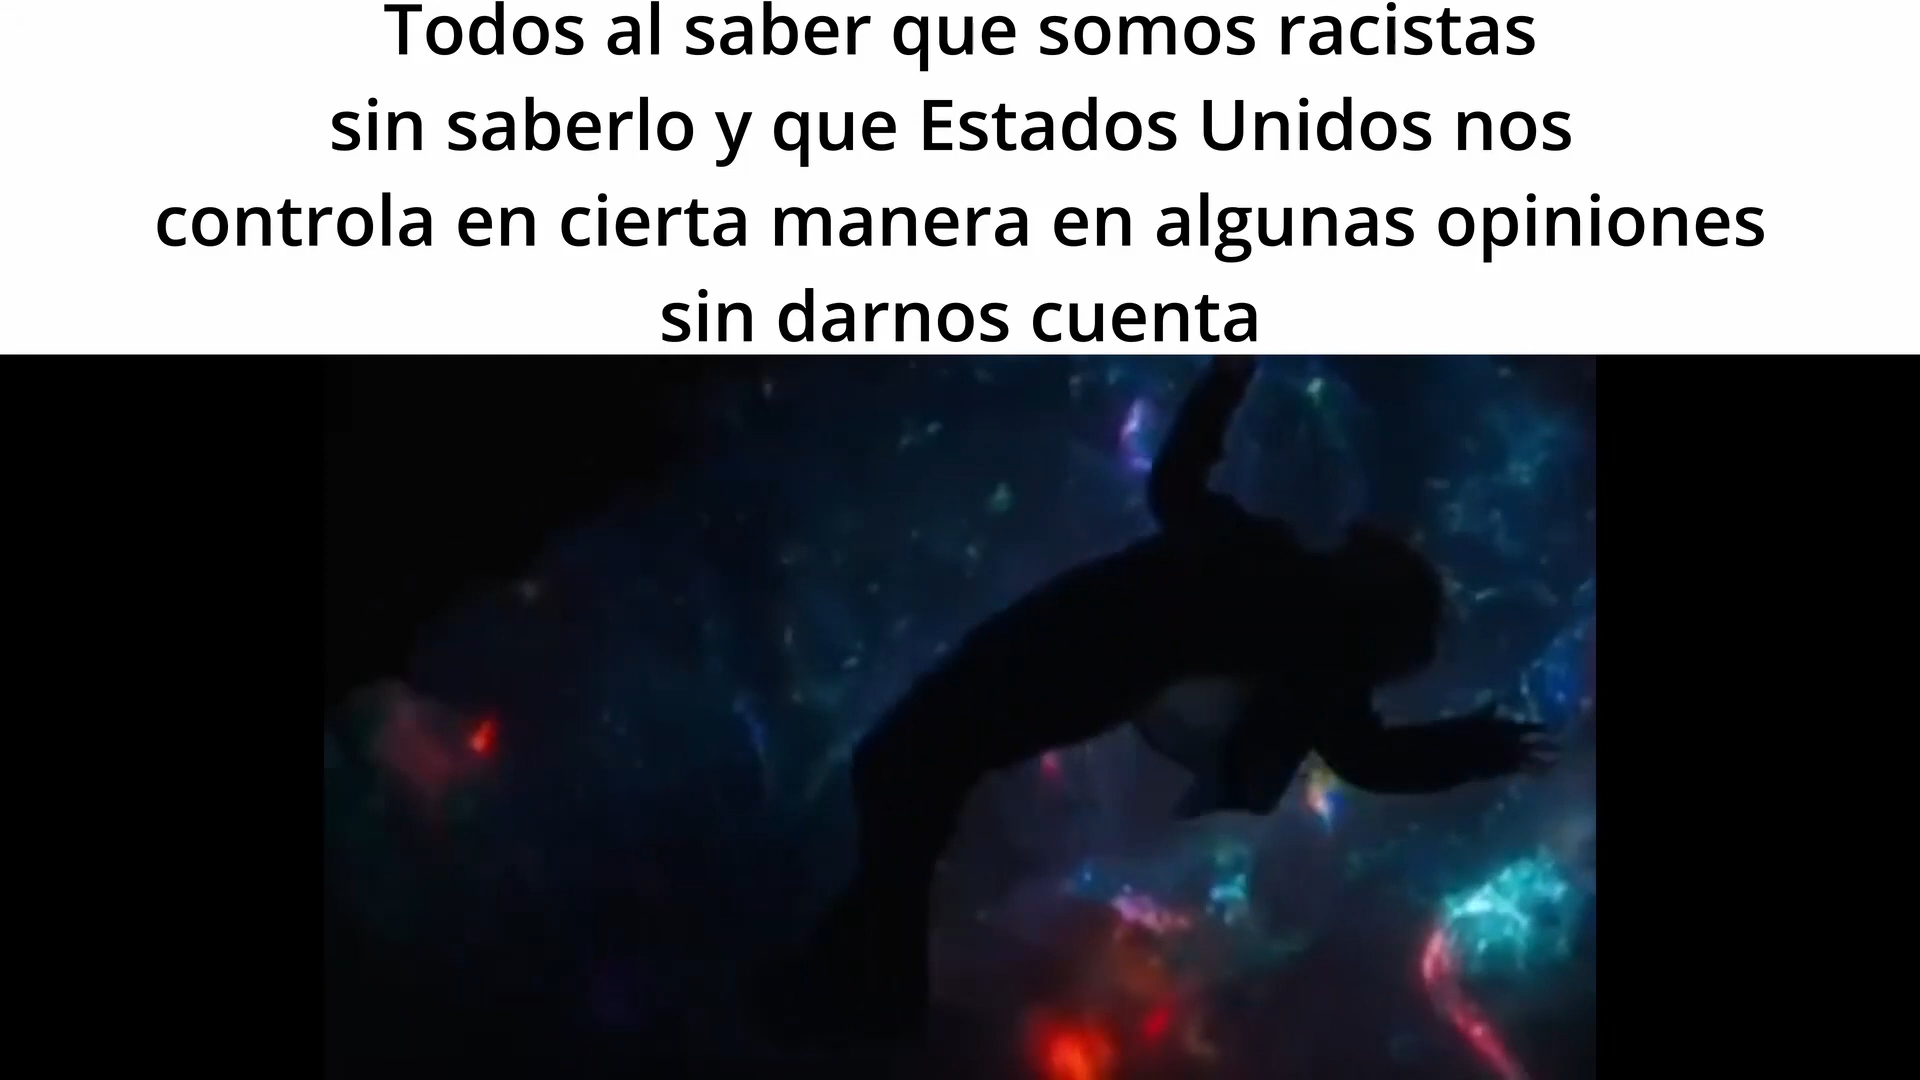 Todos al saber que somos racistas
sin saberlo y que Estados Unidos nos
controla en cierta manera en algunas opiniones
sin darnos cuenta